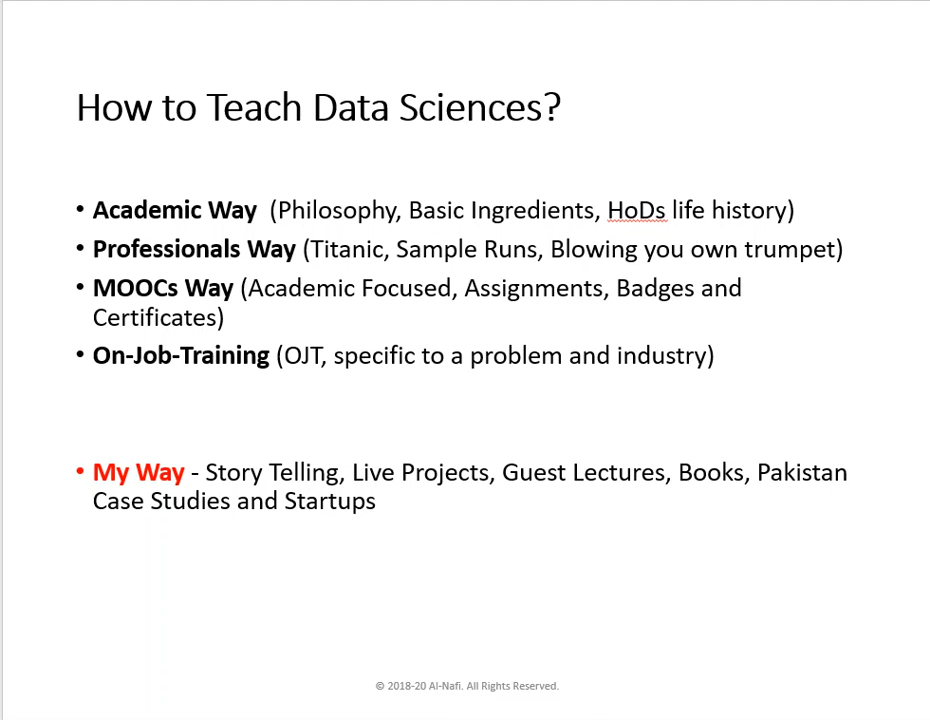 How to Teach Data Sciences?
• Academic Way  (Philosophy, Basic Ingredients, HoDs life history)
• Professionals Way (Titanic, Sample Runs, Blowing you own trumpet)
• MOOCs Way (Academic Focused, Assignments, Badges and
Certificates)
• On-Job-Training (OJT, specific to a problem and industry)
• My Way - Story Telling, Live Projects, Guest Lectures, Books, Pakistan
Case Studies and Startups
© 2018-20 Al-Nafi. All Rights Reserved.